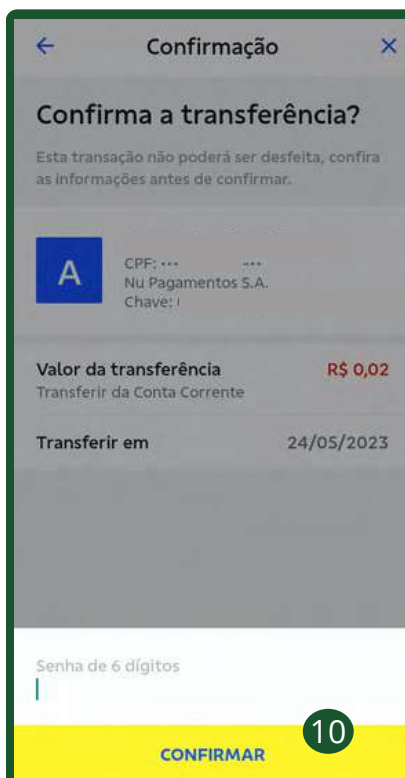 Confirmação
Confirma a transferência?
Esta transação não poderá ser desfeita, confira
as informações antes de confirmar.
A
CPF: ••• -•••
Nu Pagamentos S.A.
Chave:
Valor da transferência R$ 0,02
Transferir da Conta Corrente
Transferir em 24/05/2023
Senha de 6 dígitos
10
CONFIRMAR